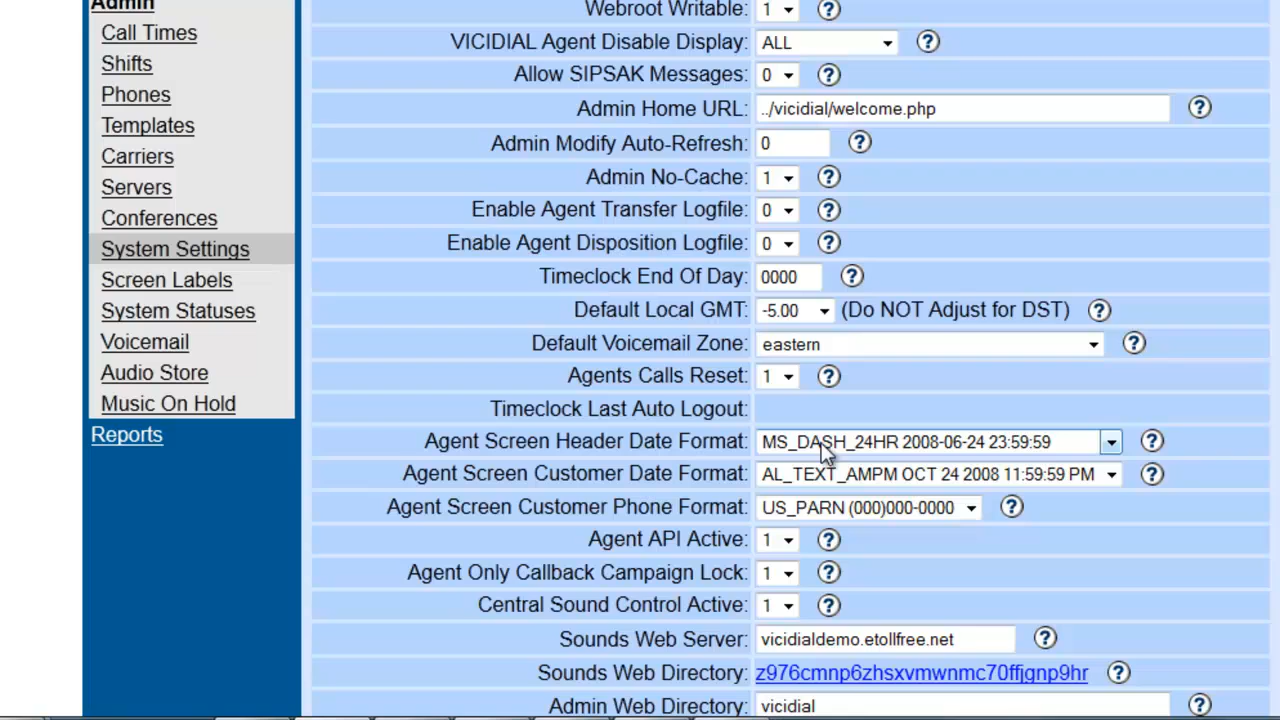 Admin
Call Times
Shifts
Phones
Templates
Carriers
Servers
Conferences
System Settings
Screen Labels
System Statuses
Voicemail
Audio Store
Music On Hold
Reports
Webroot Writable: 1 ?
VICIDIAL Agent Disable Display: ALL ?
Allow SIPSAK Messages: 0 ?
Admin Home URL: ../vicidial/welcome.php ?
Admin Modify Auto-Refresh: 0 ?
Admin No-Cache: 1 ?
Enable Agent Transfer Logfile: 0 ?
Enable Agent Disposition Logfile: 0 ?
Timeclock End Of Day: 0000 ?
Default Local GMT: -5.00 (Do NOT Adjust for DST) ?
Default Voicemail Zone: eastern ?
Agents Calls Reset: 1 ?
Timeclock Last Auto Logout:
Agent Screen Header Date Format: MS_DASH_24HR 2008-06-24 23:59:59 ?
Agent Screen Customer Date Format: AL_TEXT_AMPM OCT 24 2008 11:59:59 PM ?
Agent Screen Customer Phone Format: US_PARN (000)000-0000 ?
Agent API Active: 1 ?
Agent Only Callback Campaign Lock: 1 ?
Central Sound Control Active: 1 ?
Sounds Web Server: vicidialdemo.etollfree.net ?
Sounds Web Directory: z976cmnp6zhsxvmwnmc70ffjgnp9hr ?
Admin Web Directory: vicidial ?